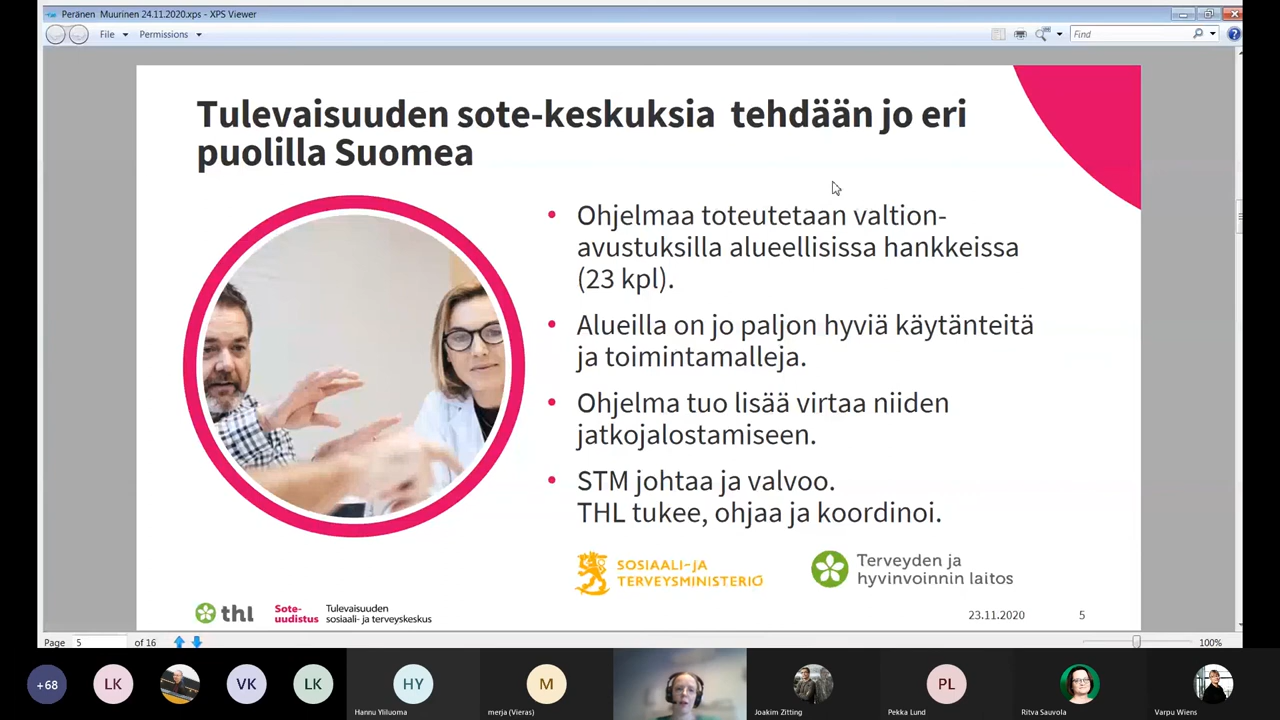 Peränen Muurinen 24.11.2020.xps - XPS Viewer
File Permissions Find
Tulevaisuuden sote-keskuksia tehdään jo eri
puolilla Suomea
• Ohjelmaa toteutetaan valtion-
avustuksilla alueellisissa hankkeissa
(23 kpl).
• Alueilla on jo paljon hyviä käytänteitä
ja toimintamalleja.
• Ohjelma tuo lisää virtaa niiden
jatkojalostamiseen.
• STM johtaa ja valvoo.
THL tukee, ohjaa ja koordinoi.
SOSIAALI- JA
TERVEYSMINISTERIÖ
Terveyden ja
hyvinvoinnin laitos
thl
Sote-
uudistus
Tulevaisuuden
sosiaali- ja terveyskeskus
23.11.2020 5
Page 5 of 16 100%
+68 LK VK LK HY M PL
Hannu Yliluoma merja (Vieras) Joakim Zitting Pekka Lund Ritva Sauvola Varpu Wiens